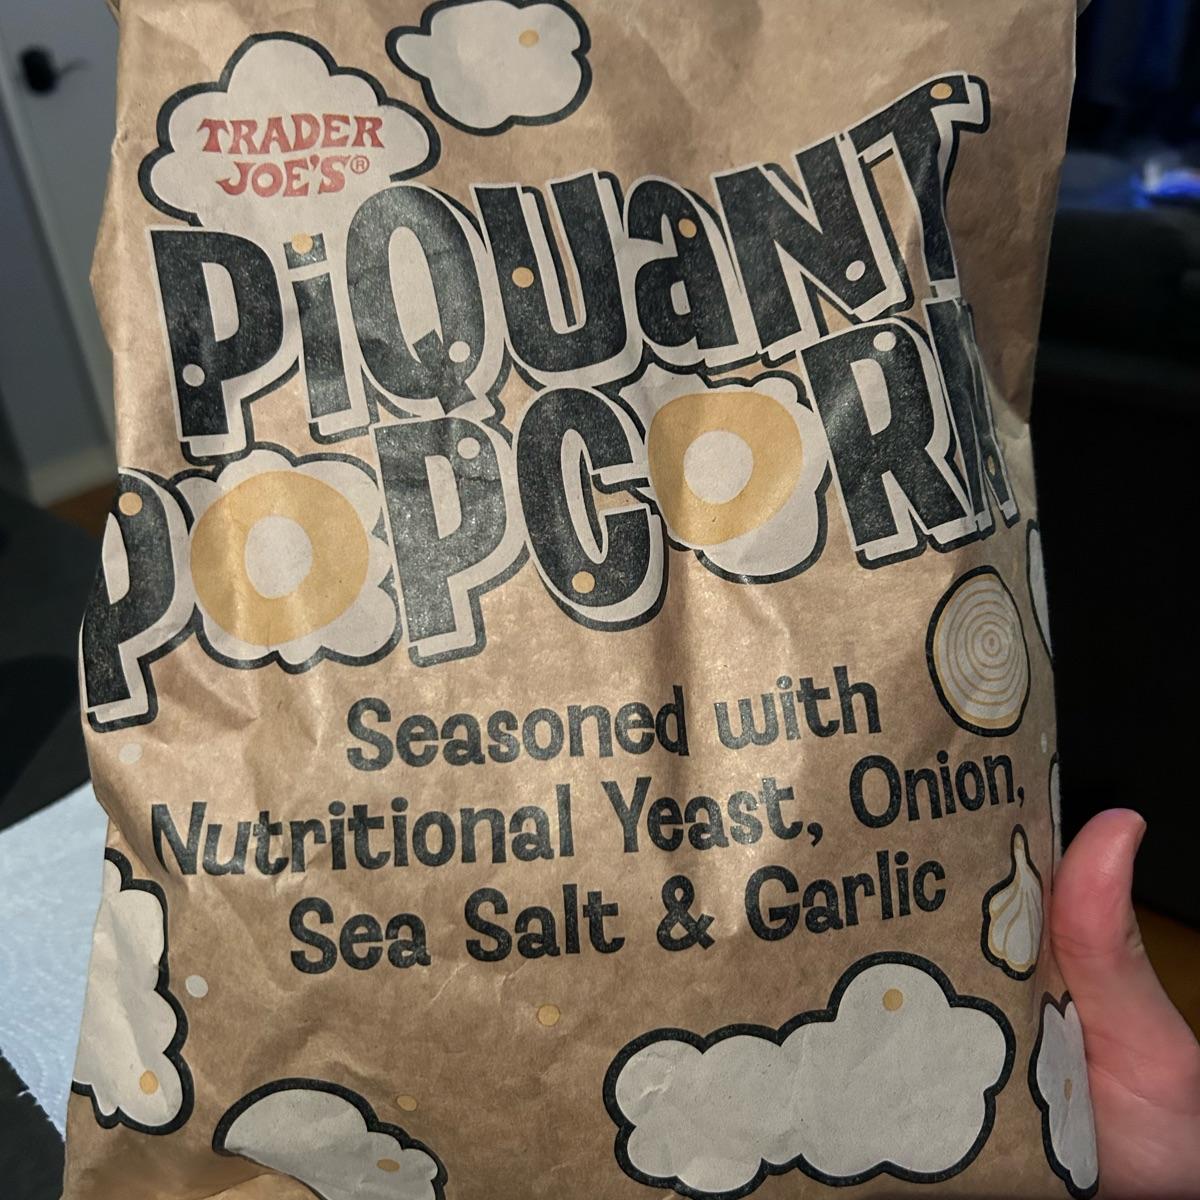 TRADER
JOE'S®
PiQUaNT
POPCORN
Seasoned with
Nutritional Yeast, Onion,
Sea Salt & Garlic